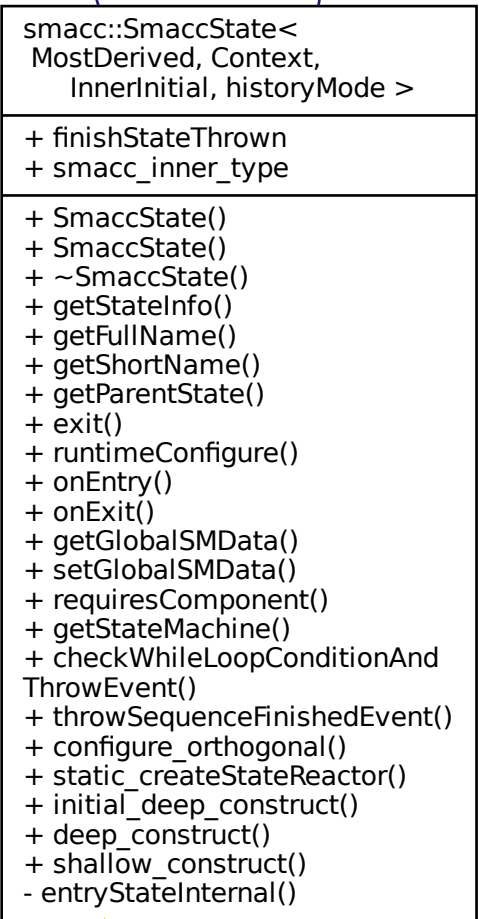 smacc::SmaccState<
MostDerived, Context,
InnerInitial, historyMode >
+ finishStateThrown
+ smacc_inner_type
+ SmaccState()
+ SmaccState()
+ ~SmaccState()
+ getStateInfo()
+ getFullName()
+ getShortName()
+ getParentState()
+ exit()
+ runtimeConfigure()
+ onEntry()
+ onExit()
+ getGlobalSMData()
+ setGlobalSMData()
+ requiresComponent()
+ getStateMachine()
+ checkWhileLoopConditionAnd
ThrowEvent()
+ throwSequenceFinishedEvent()
+ configure_orthogonal()
+ static_createStateReactor()
+ initial_deep_construct()
+ deep_construct()
+ shallow_construct()
- entryStateInternal()